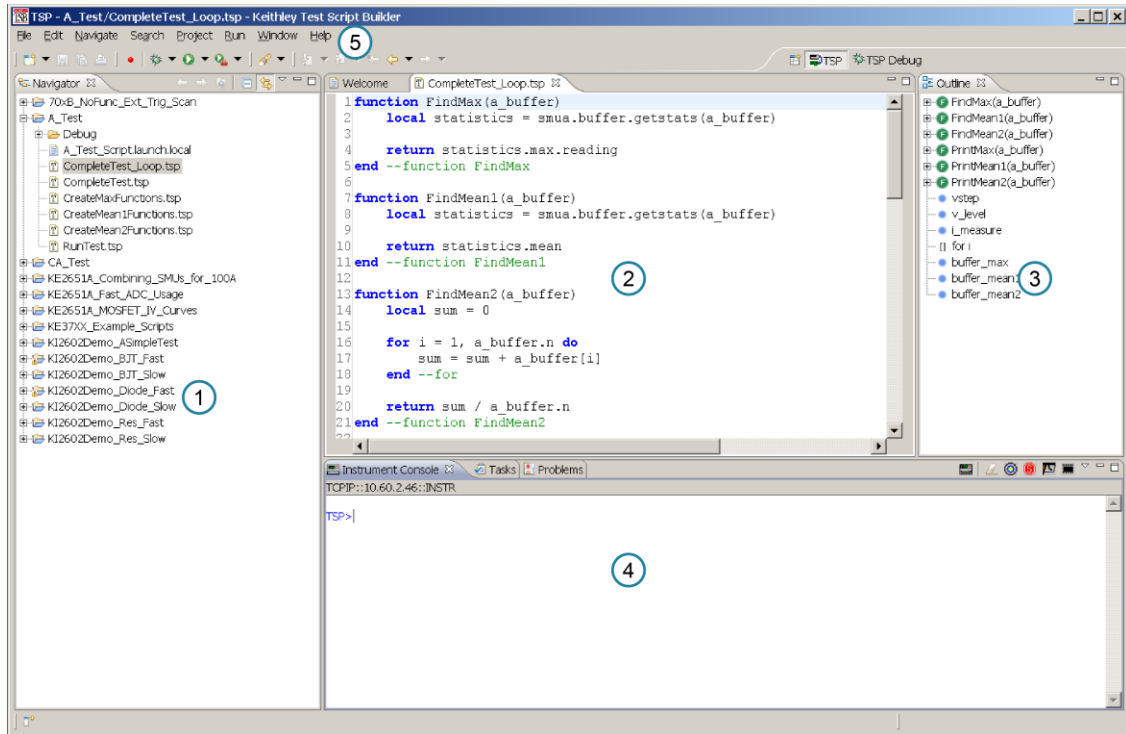 TSP - A_Test/CompleteTest_Loop.tsp - Keithley Test Script Builder
File Edit Navigate Search Project Run Window Help
5
TSP TSP Debug
Navigator
70xB_NoFunc_Ext_Trig_Scan
A_Test
Debug
A_Test_Script.launch.local
CompleteTest_Loop.tsp
CompleteTest.tsp
CreateMaxFunctions.tsp
CreateMean1Functions.tsp
CreateMean2Functions.tsp
RunTest.tsp
CA_Test
KE2651A_Combining_SMUs_for_100A
KE2651A_Fast_ADC_Usage
KE2651A_MOSFET_IV_Curves
KE37XX_Example_Scripts
KI2602Demo_ASimpleTest
KI2602Demo_BJT_Fast
KI2602Demo_BJT_Slow
KI2602Demo_Diode_Fast
KI2602Demo_Diode_Slow
KI2602Demo_Res_Fast
KI2602Demo_Res_Slow
1
Welcome CompleteTest_Loop.tsp
1 function FindMax(a_buffer)
2 local statistics = smua.buffer.getstats(a_buffer)
3
4 return statistics.max.reading
5 end --function FindMax
6
7 function FindMean1(a_buffer)
8 local statistics = smua.buffer.getstats(a_buffer)
9
10 return statistics.mean
11 end --function FindMean1
12
13 function FindMean2(a_buffer)
14 local sum = 0
15
16 for i = 1, a_buffer.n do
17 sum = sum + a_buffer[i]
18 end --for
19
20 return sum / a_buffer.n
21 end --function FindMean2
22
2
Outline
FindMax(a_buffer)
FindMean1(a_buffer)
FindMean2(a_buffer)
PrintMax(a_buffer)
PrintMean1(a_buffer)
PrintMean2(a_buffer)
vstep
v_level
i_measure
[] for i
buffer_max
buffer_mean1
buffer_mean2
3
Instrument Console Tasks Problems
TCPIP::10.60.2.46::INSTR
TSP>
4